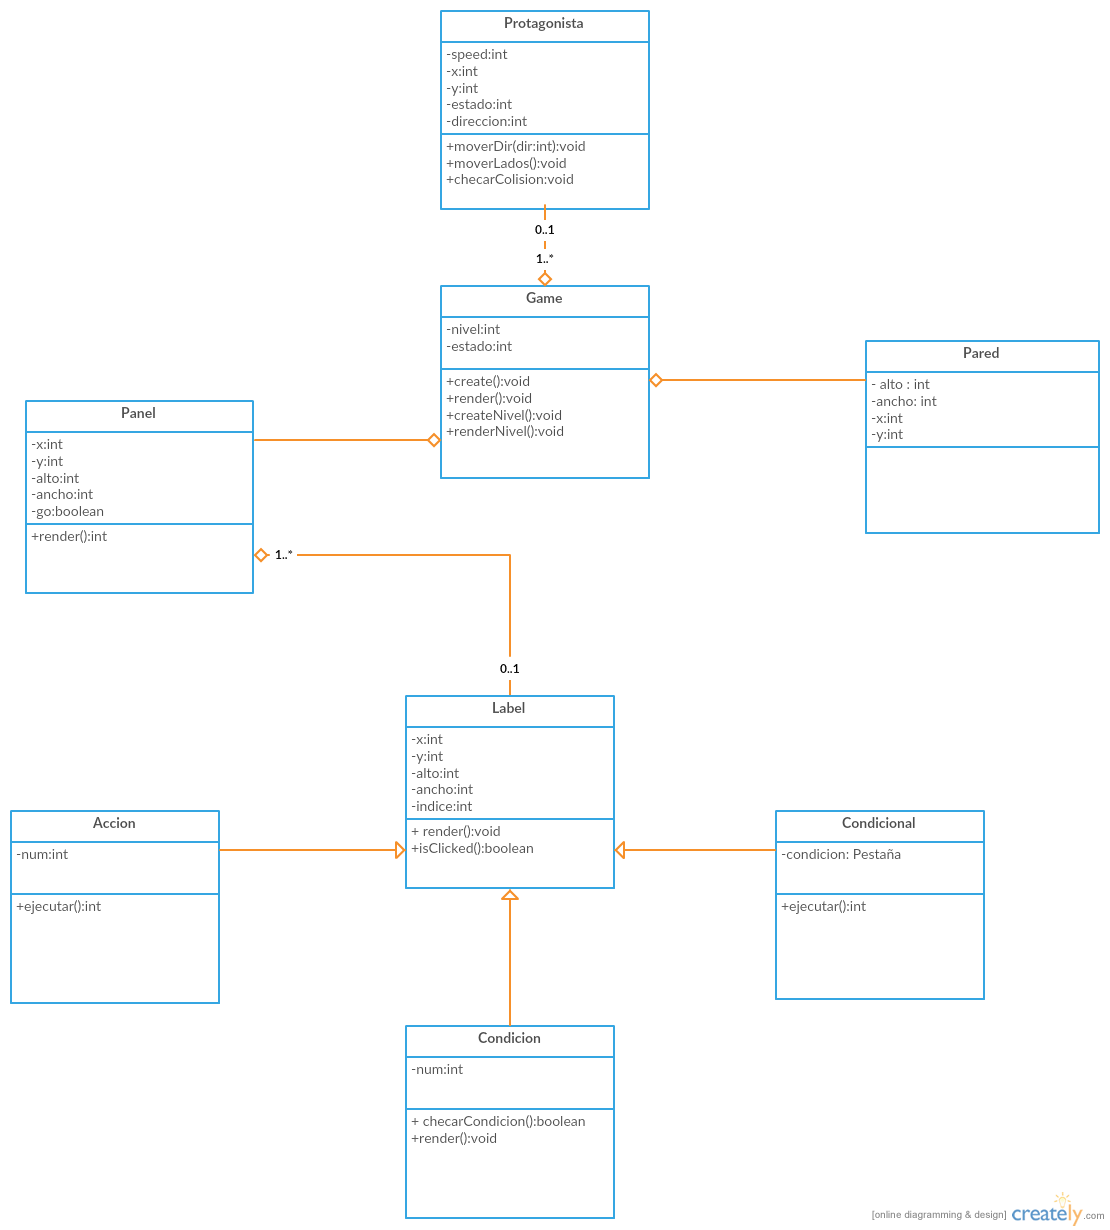 Protagonista
-speed:int
-x:int
-y:int
-estado:int
-direccion:int
+moverDir(dir:int):void
+moverLados():void
+checarColision:void
0..1
1..*
Game
-nivel:int
-estado:int
+create():void
+render():void
+createNivel():void
+renderNivel():void
Pared
- alto : int
-ancho: int
-x:int
-y:int
Panel
-x:int
-y:int
-alto:int
-ancho:int
-go:boolean
+render():int
1..*
0..1
Label
-x:int
-y:int
-alto:int
-ancho:int
-indice:int
+ render():void
+isClicked():boolean
Accion
-num:int
+ejecutar():int
Condicional
-condicion: Pestaña
+ejecutar():int
Condicion
-num:int
+ checarCondicion():boolean
+render():void
[online diagramming & design] creately.com